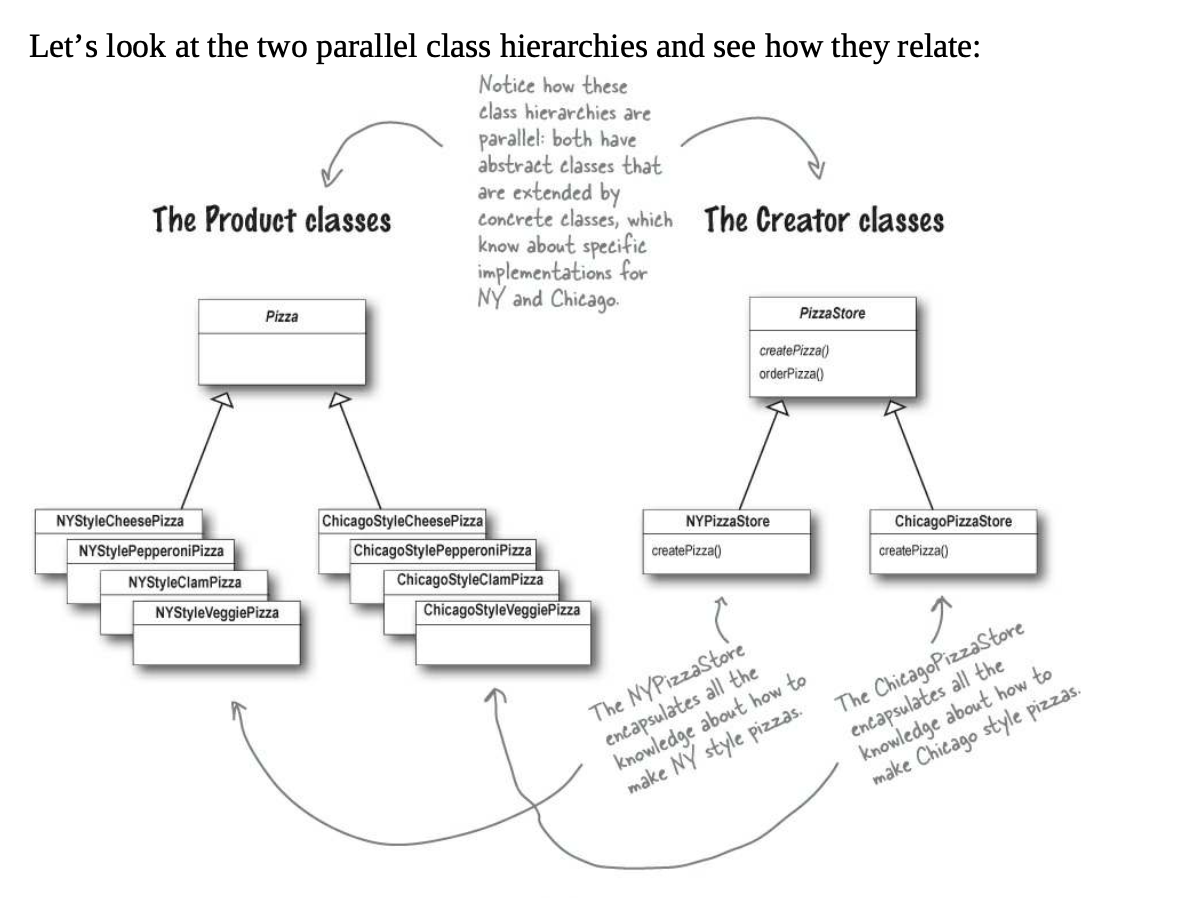 Let’s look at the two parallel class hierarchies and see how they relate:
Notice how these
class hierarchies are
parallel: both have
abstract classes that
are extended by
concrete classes, which
know about specific
implementations for
NY and Chicago.
The Product classes
The Creator classes
Pizza
PizzaStore
createPizza()
orderPizza()
NYStyleCheesePizza
NYStylePepperoniPizza
NYStyleClamPizza
NYStyleVeggiePizza
ChicagoStyleCheesePizza
ChicagoStylePepperoniPizza
ChicagoStyleClamPizza
ChicagoStyleVeggiePizza
NYPizzaStore
createPizza()
ChicagoPizzaStore
createPizza()
The NYPizzaStore
encapsulates all the
knowledge about how to
make NY style pizzas.
The ChicagoPizzaStore
encapsulates all the
knowledge about how to
make Chicago style pizzas.